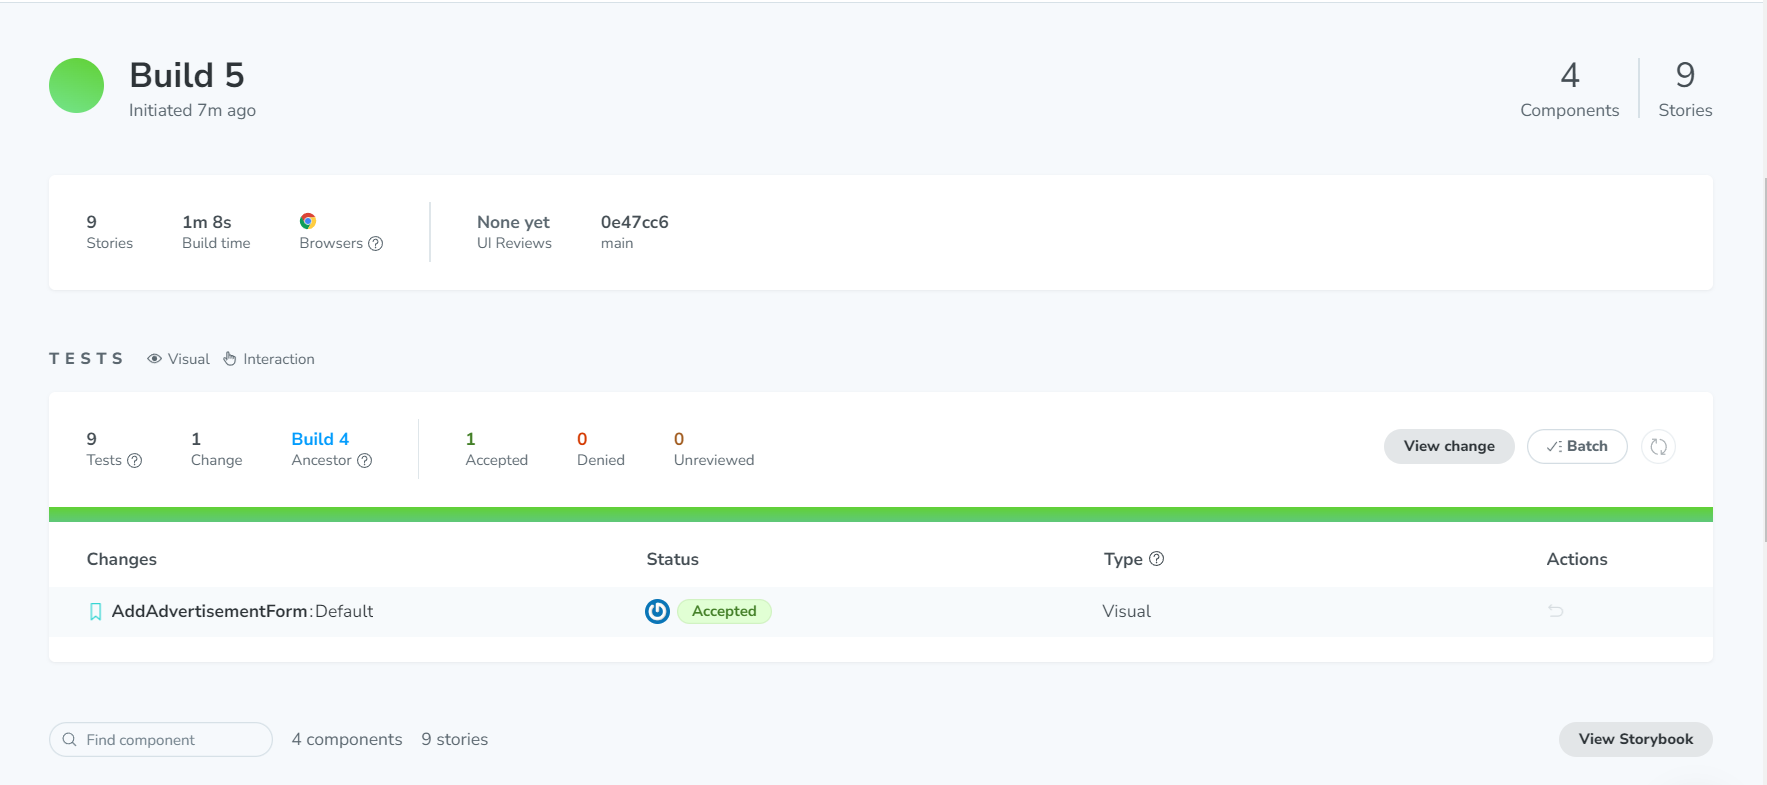 Build 5
Initiated 7m ago
4
Components
9
Stories
9
Stories
1m 8s
Build time
Browsers
None yet
UI Reviews
0e47cc6
main
TESTS Visual Interaction
9
Tests
1
Change
Build 4
Ancestor
1
Accepted
0
Denied
0
Unreviewed
View change
Batch
Changes Status Type Actions
AddAdvertisementForm:Default Accepted Visual
Find component 4 components 9 stories View Storybook